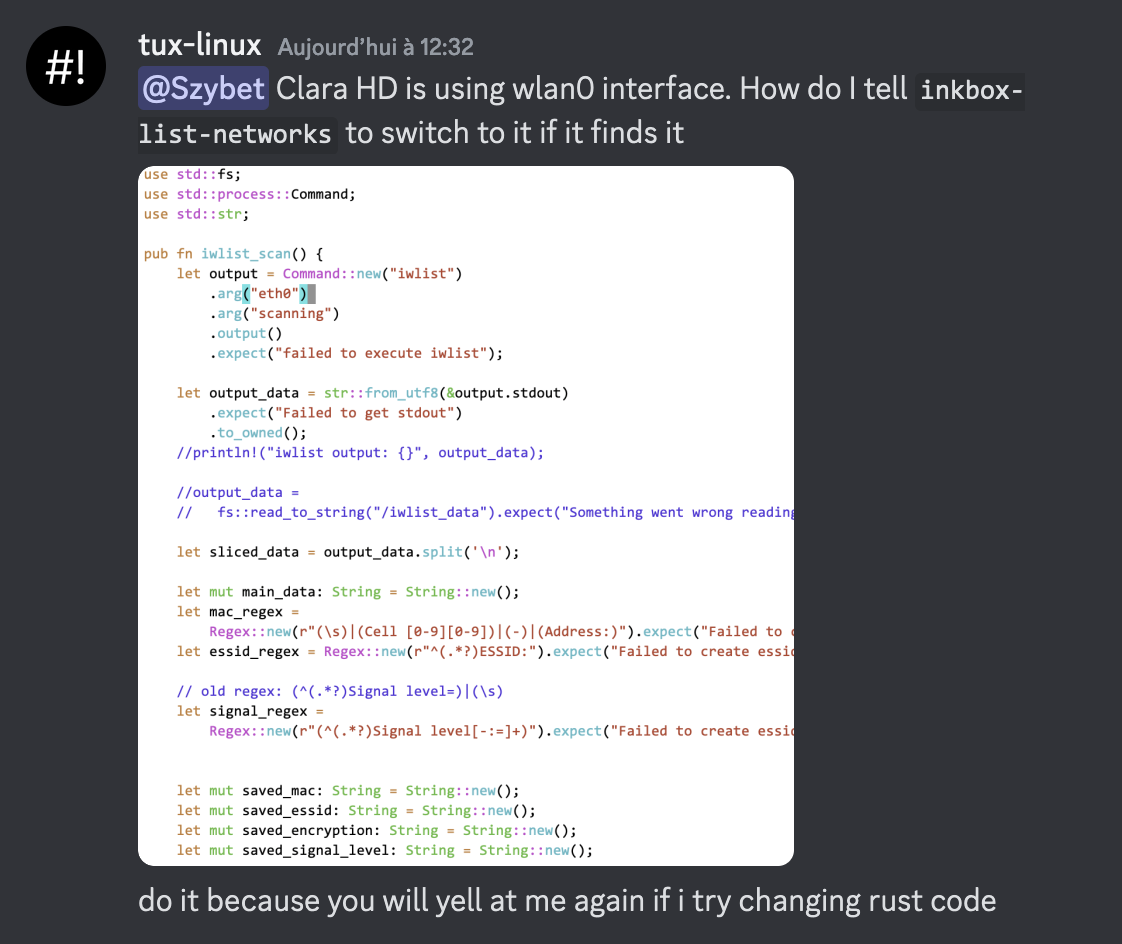 #!
tux-linux Aujourd'hui à 12:32
@Szybet Clara HD is using wlan0 interface. How do I tell inkbox-
list-networks to switch to it if it finds it
use std::fs;
use std::process::Command;
use std::str;
pub fn iwlist_scan() {
    let output = Command::new("iwlist")
        .arg("eth0")
        .arg("scanning")
        .output()
        .expect("failed to execute iwlist");
    let output_data = str::from_utf8(&output.stdout)
        .expect("Failed to get stdout")
        .to_owned();
    //println!("iwlist output: {}", output_data);
    //output_data =
    //   fs::read_to_string("/iwlist_data").expect("Something went wrong reading
    let sliced_data = output_data.split('\n');
    let mut main_data: String = String::new();
    let mac_regex =
        Regex::new(r"(\s)|(Cell [0-9][0-9])|(-)|(Address:)").expect("Failed to c
    let essid_regex = Regex::new(r"^(.*?)ESSID:").expect("Failed to create essid
    // old regex: (^(.*?)Signal level=)|(\s)
    let signal_regex =
        Regex::new(r"(^(.*?)Signal level[-:=]+)").expect("Failed to create essid
    let mut saved_mac: String = String::new();
    let mut saved_essid: String = String::new();
    let mut saved_encryption: String = String::new();
    let mut saved_signal_level: String = String::new();
do it because you will yell at me again if i try changing rust code